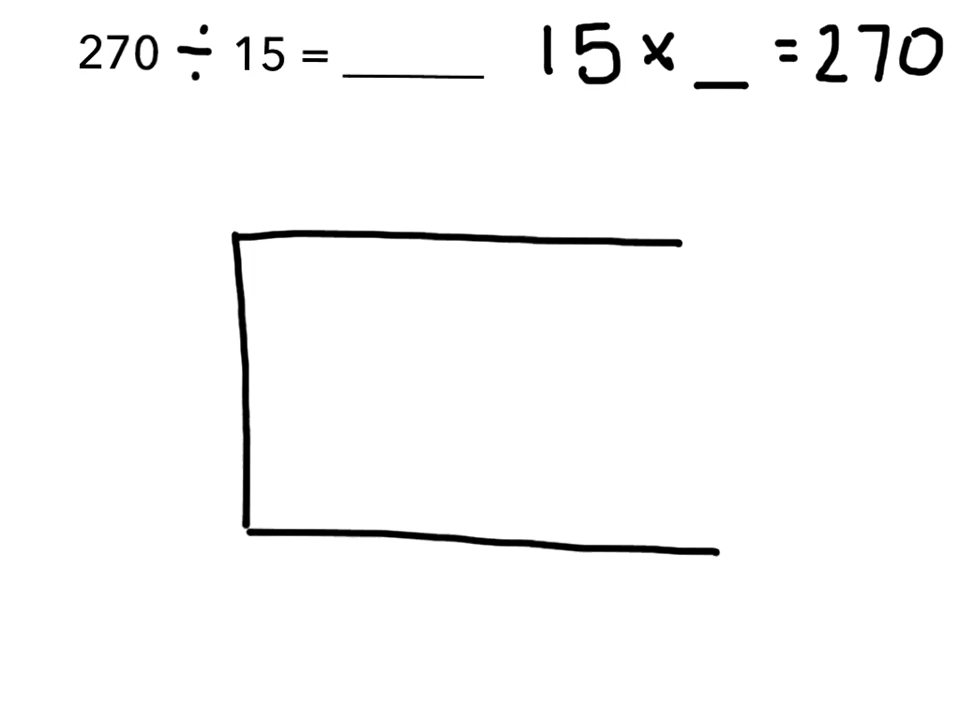 270 ÷ 15 = ______ 15 × _ = 270